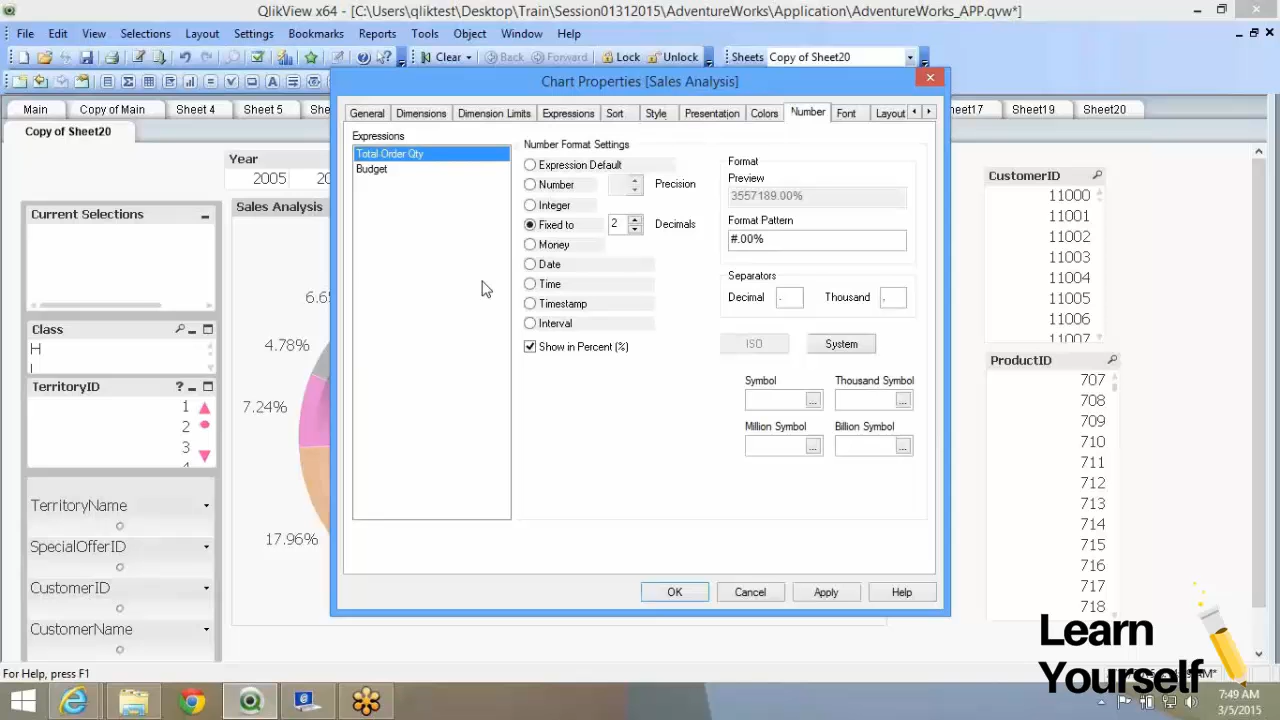 QlikView x64 - [C:\Users\qliktest\Desktop\Train\Session01312015\AdventureWorks\Application\AdventureWorks_APP.qvw*]
File Edit View Selections Layout Settings Bookmarks Reports Tools Object Window Help
Clear Back Forward Lock Unlock Sheets Copy of Sheet20
Chart Properties [Sales Analysis]
Main Copy of Main Sheet 4 Sheet 5 Sheet19 Sheet20
Copy of Sheet20
General Dimensions Dimension Limits Expressions Sort Style Presentation Colors Number Font Layout
Year
2005
Current Selections
Sales Analysis
Class
H
TerritoryID
1
2
3
TerritoryName
SpecialOfferID
CustomerID
CustomerName
4.78%
7.24%
17.96%
Expressions
Total Order Qty
Budget
Number Format Settings
Expression Default
Number Precision
Integer
Fixed to 2 Decimals
Money
Date
Time
Timestamp
Interval
Show in Percent (%)
Format
Preview
3557189.00%
Format Pattern
#.00%
Separators
Decimal . Thousand ,
ISO System
Symbol Thousand Symbol
... ...
Million Symbol Billion Symbol
... ...
OK Cancel Apply Help
CustomerID
11000
11001
11002
11003
11004
11005
11006
11007
ProductID
707
708
709
710
711
712
713
714
715
716
717
718
Learn
Yourself
For Help, press F1
7:49 AM
3/5/2015